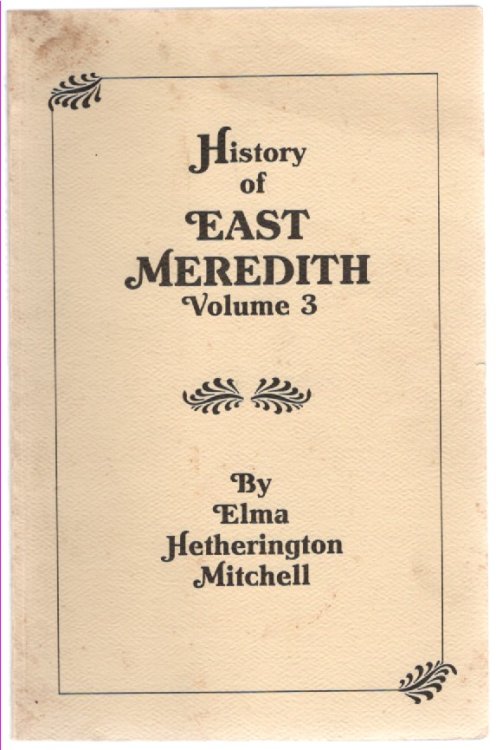 History
of
EAST
MEREDITH
Volume 3
By
Elma
Hetherington
Mitchell